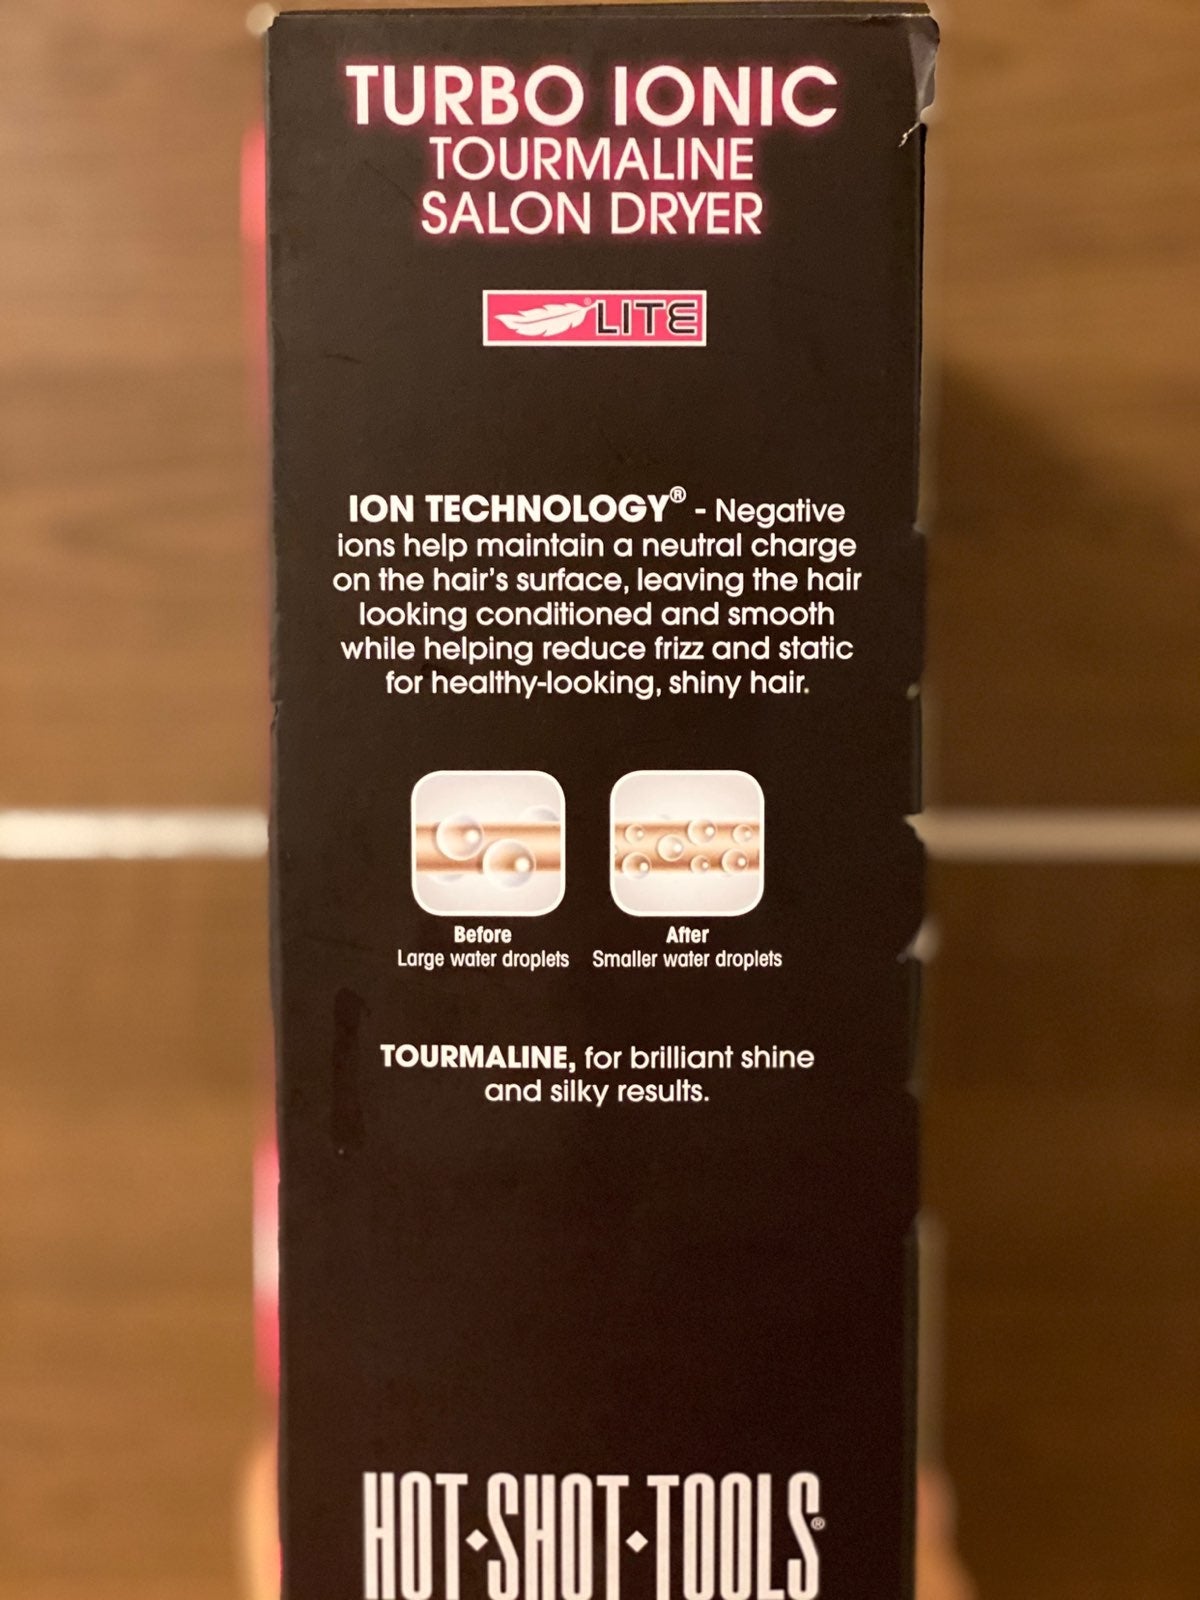 TURBO IONIC
TOURMALINE
SALON DRYER
®LITE
ION TECHNOLOGY® - Negative
ions help maintain a neutral charge
on the hair's surface, leaving the hair
looking conditioned and smooth
while helping reduce frizz and static
for healthy-looking, shiny hair.
Before
Large water droplets
After
Smaller water droplets
TOURMALINE, for brilliant shine
and silky results.
HOT◆SHOT◆TOOLS®